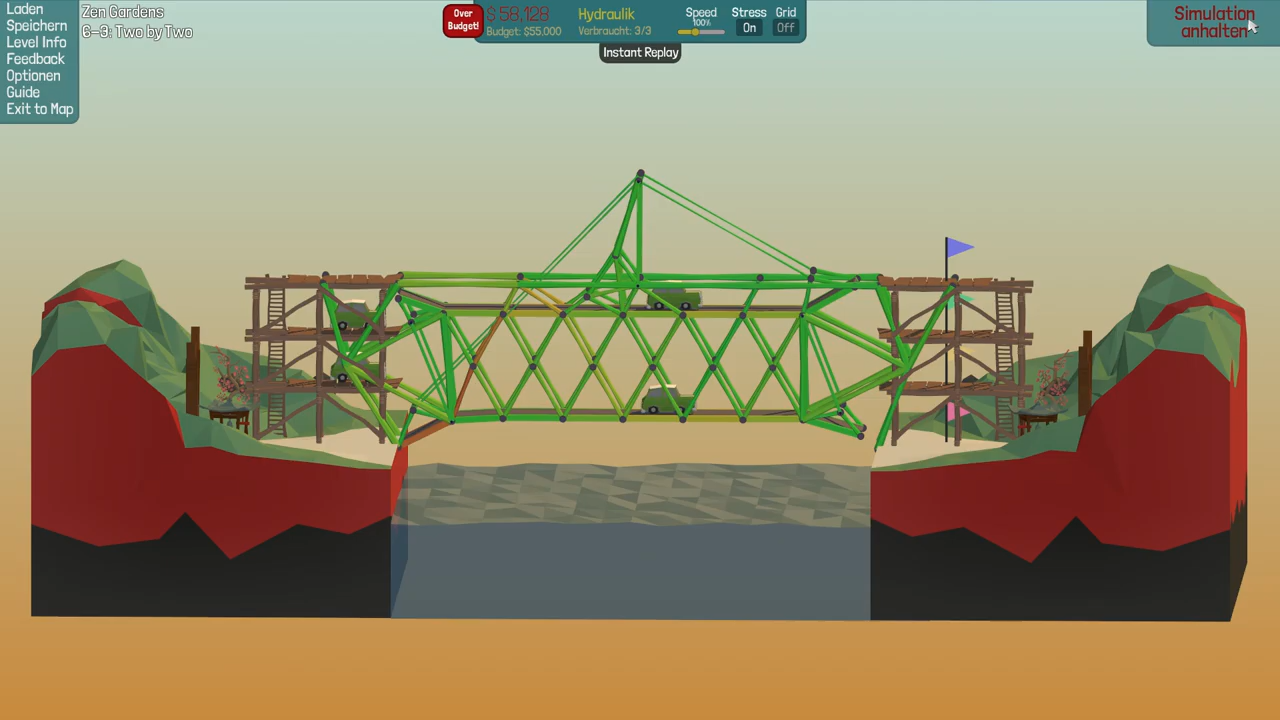 Laden
Speichern
Level Info
Feedback
Optionen
Guide
Exit to Map
Zen Gardens
6-3: Two by Two
Over
Budget!
$ 58,128
Budget: $55,000
Hydraulik
Verbraucht: 3/3
Speed
100%
Stress
On
Grid
Off
Instant Replay
Simulation
anhalten